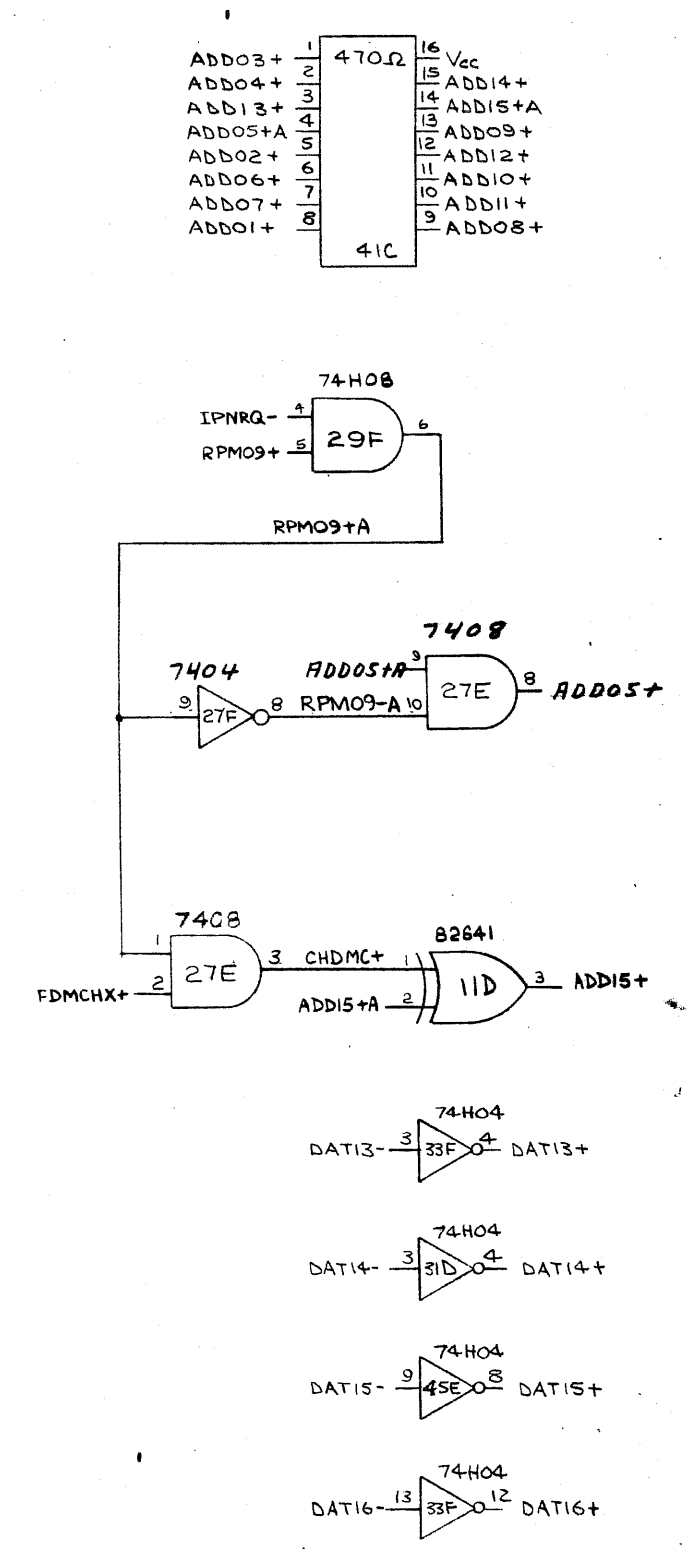 1 470Ω 16
ADD03+ Vcc
2 15
ADD04+ ADD14+
3 14
ADD13+ ADD15+A
4 13
ADD05+A ADD09+
5 12
ADD02+ ADD12+
6 11
ADD06+ ADD10+
7 10
ADD07+ ADD11+
8 9
ADD01+ ADD08+
41C
74H08
IPNRQ- 4 29F 6
RPM09+ 5
RPM09+A
7408
7404 ADD05+A 9
9 27F 8 RPM09-A 10 27E 8 ADD05+
7408 82641
1 27E 3 CHDMC+ 1 11D 3 ADD15+
FDMCHX+ 2 ADD15+A 2
74H04
DAT13- 3 33F 4 DAT13+
74H04
DAT14- 3 31D 4 DAT14+
74H04
DAT15- 9 45E 8 DAT15+
74H04
DAT16- 13 33F 12 DAT16+